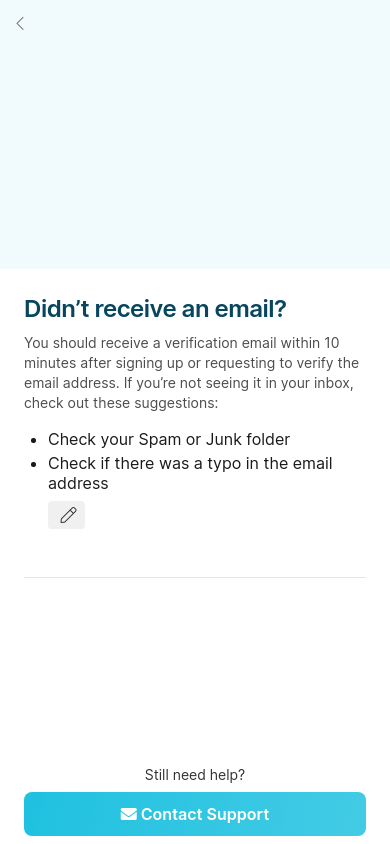 Didn’t receive an email?
You should receive a verification email within 10
minutes after signing up or requesting to verify the
email address. If you’re not seeing it in your inbox,
check out these suggestions:
Check your Spam or Junk folder
Check if there was a typo in the email
address
Still need help?
Contact Support